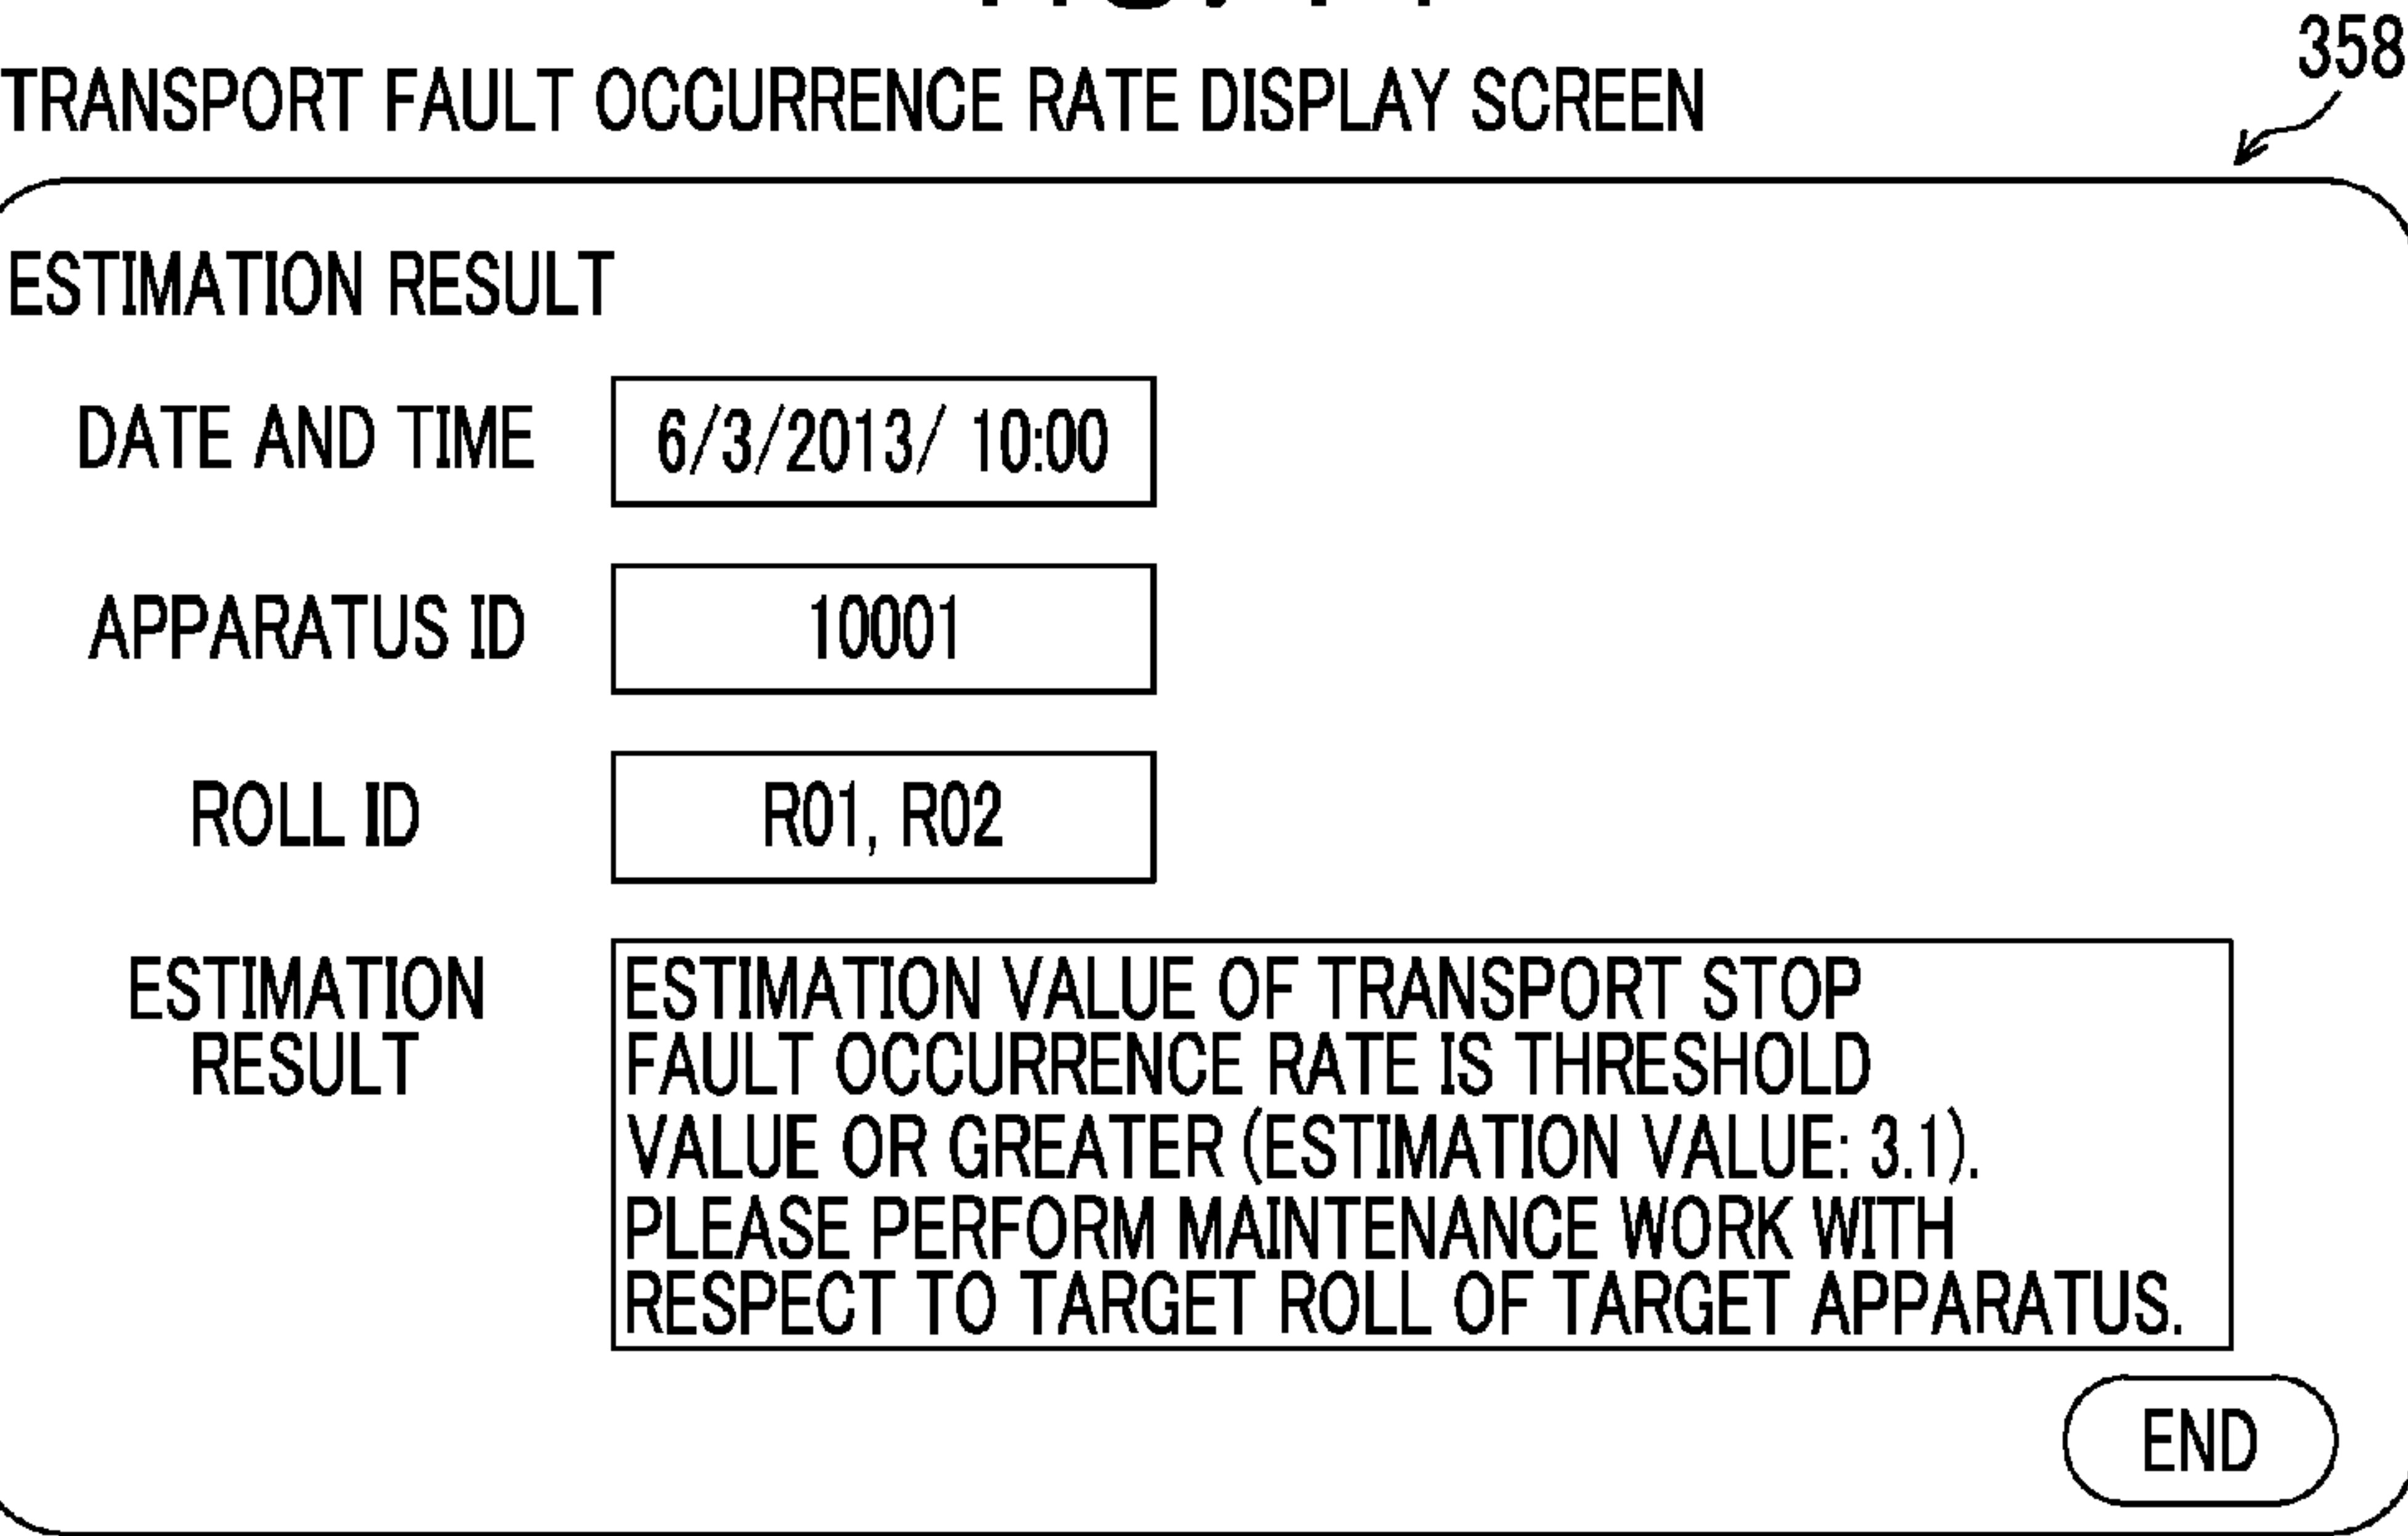 358
TRANSPORT FAULT OCCURRENCE RATE DISPLAY SCREEN
ESTIMATION RESULT
DATE AND TIME 6/3/2013/ 10:00
APPARATUS ID 10001
ROLL ID R01, R02
ESTIMATION RESULT
ESTIMATION VALUE OF TRANSPORT STOP
FAULT OCCURRENCE RATE IS THRESHOLD
VALUE OR GREATER (ESTIMATION VALUE: 3.1).
PLEASE PERFORM MAINTENANCE WORK WITH
RESPECT TO TARGET ROLL OF TARGET APPARATUS.
END